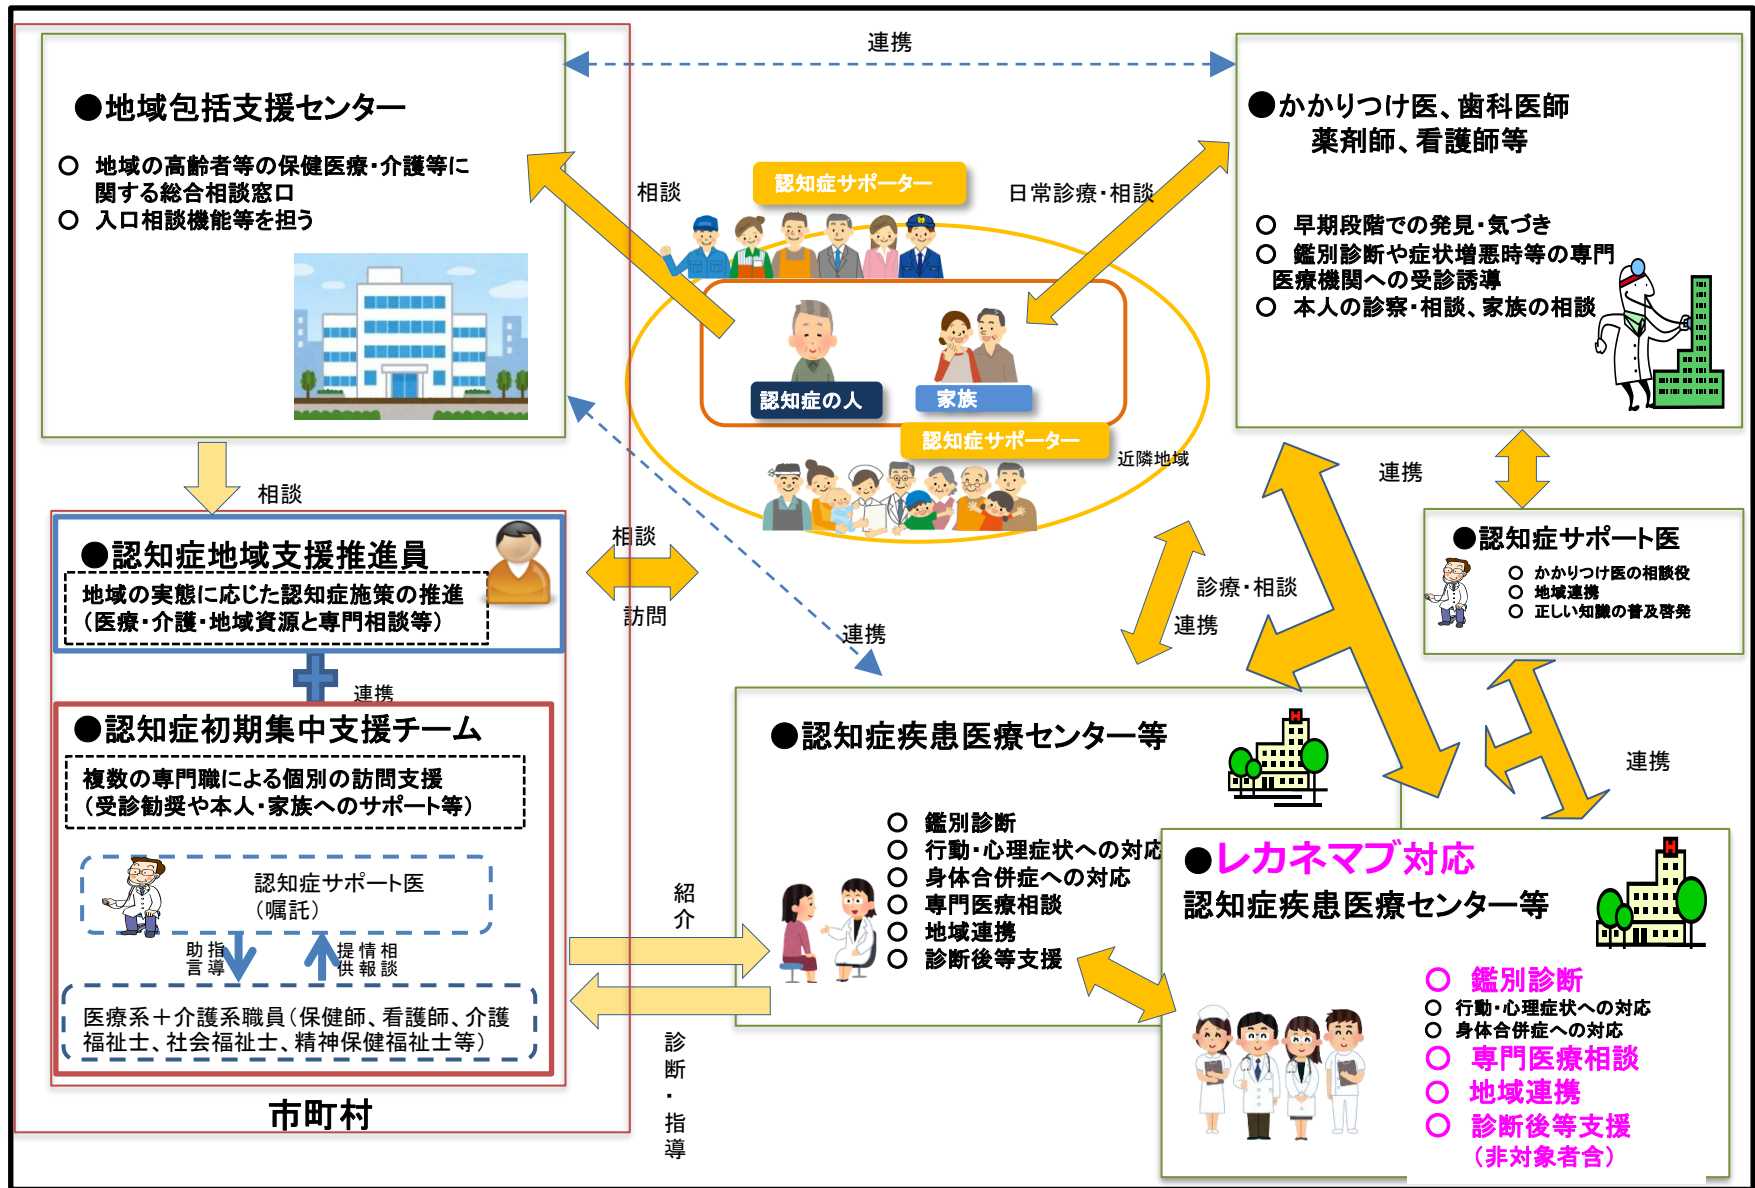 連携
●地域包括支援センター
○ 地域の高齢者等の保健医療・介護等に
関する総合相談窓口
○ 入口相談機能等を担う
相談
認知症サポーター
日常診療・相談
●かかりつけ医、歯科医師
薬剤師、看護師等
○ 早期段階での発見・気づき
○ 鑑別診断や症状増悪時等の専門
医療機関への受診誘導
○ 本人の診察・相談、家族の相談
認知症の人
家族
認知症サポーター
近隣地域
連携
相談
●認知症地域支援推進員
地域の実態に応じた認知症施策の推進
（医療・介護・地域資源と専門相談等）
相談
訪問
連携
診療・相談
連携
●認知症サポート医
○ かかりつけ医の相談役
○ 地域連携
○ 正しい知識の普及啓発
連携
連携
●認知症初期集中支援チーム
複数の専門職による個別の訪問支援
（受診勧奨や本人・家族へのサポート等）
認知症サポート医
（嘱託）
指導
助言
相談
情報
提供
医療系＋介護系職員（保健師、看護師、介護
福祉士、社会福祉士、精神保健福祉士等）
市町村
紹介
診断・指導
●認知症疾患医療センター等
H
○ 鑑別診断
○ 行動・心理症状への対応
○ 身体合併症への対応
○ 専門医療相談
○ 地域連携
○ 診断後等支援
●レカネマブ対応
認知症疾患医療センター等
H
○ 鑑別診断
○ 行動・心理症状への対応
○ 身体合併症への対応
○ 専門医療相談
○ 地域連携
○ 診断後等支援
（非対象者含）